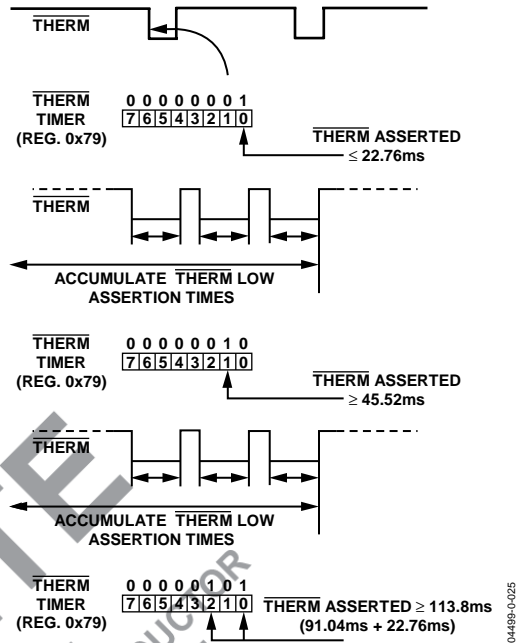 THERM
THERM
TIMER
(REG. 0x79)
0 0 0 0 0 0 0 1
7 6 5 4 3 2 1 0
THERM ASSERTED
≤ 22.76ms
THERM
ACCUMULATE THERM LOW
ASSERTION TIMES
THERM
TIMER
(REG. 0x79)
0 0 0 0 0 0 1 0
7 6 5 4 3 2 1 0
THERM ASSERTED
≥ 45.52ms
THERM
ACCUMULATE THERM LOW
ASSERTION TIMES
THERM
TIMER
(REG. 0x79)
0 0 0 0 0 1 0 1
7 6 5 4 3 2 1 0
THERM ASSERTED ≥ 113.8ms
(91.04ms + 22.76ms)
04499-0-025